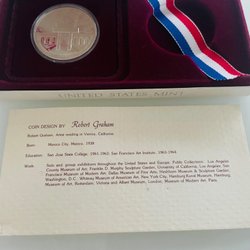 UNITED STATES MINT
COIN DESIGN BY Robert Graham
Robert Graham. Artist residing in Venice, California.
Born Mexico City, Mexico. 1938
Education San Jose State College, 1961-1963; San Francisco Art Institute, 1963-1964.
Work Solo and group exhibitions throughout the United States and Europe; Public Collections: Los Angeles
County Museum of Art, Franklin D. Murphy Sculpture Garden, University of California, Los Angeles, San
Francisco Museum of Modern Art, Dallas Museum of Fine Arts, Hirshhorn Museum & Sculpture Garden,
Washington, D.C., Whitney Museum of American Art, New York City, Hamburg Museum, Hamburg,
Museum of Art, Rotterdam, Victoria and Albert Museum, London, Museum of Modern Art, Paris